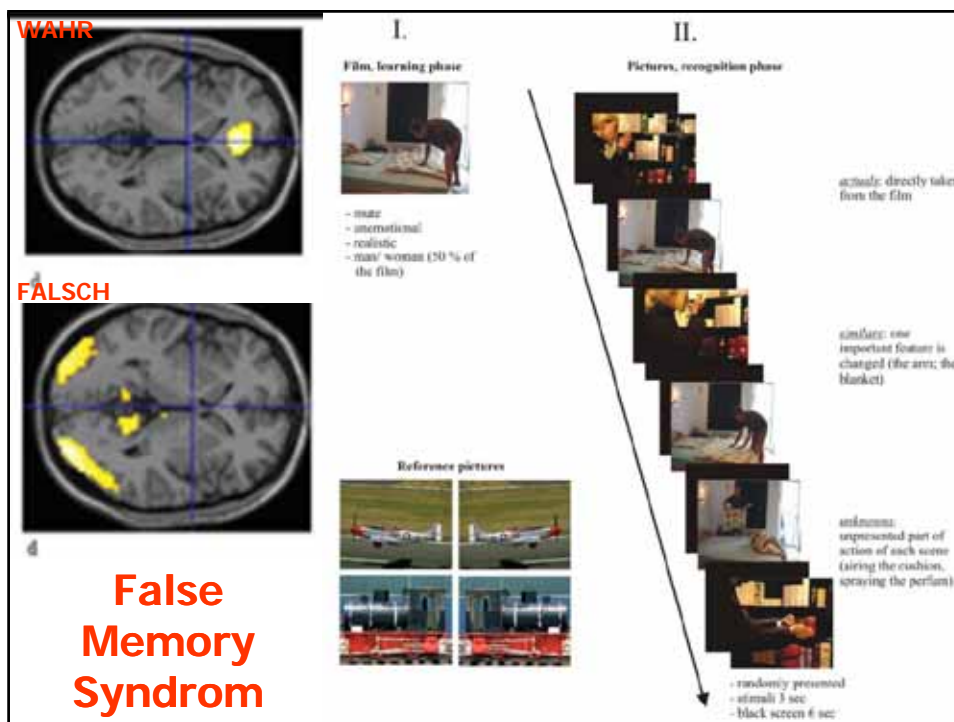 WAHR
FALSCH
d
False
Memory
Syndrom
I.
Film, learning phase
- mute
- unemotional
- realistic
- man/ woman (50 % of
the film)
Reference pictures
II.
Pictures, recognition phase
actuals: directly taken
from the film
similars: one
important feature is
changed (the arm; the
blanket)
unknowns:
unpresented part of
action of each scene
(airing the cushion,
spraying the perfum)
- randomly presented
- stimuli 3 sec
- black screen 6 sec